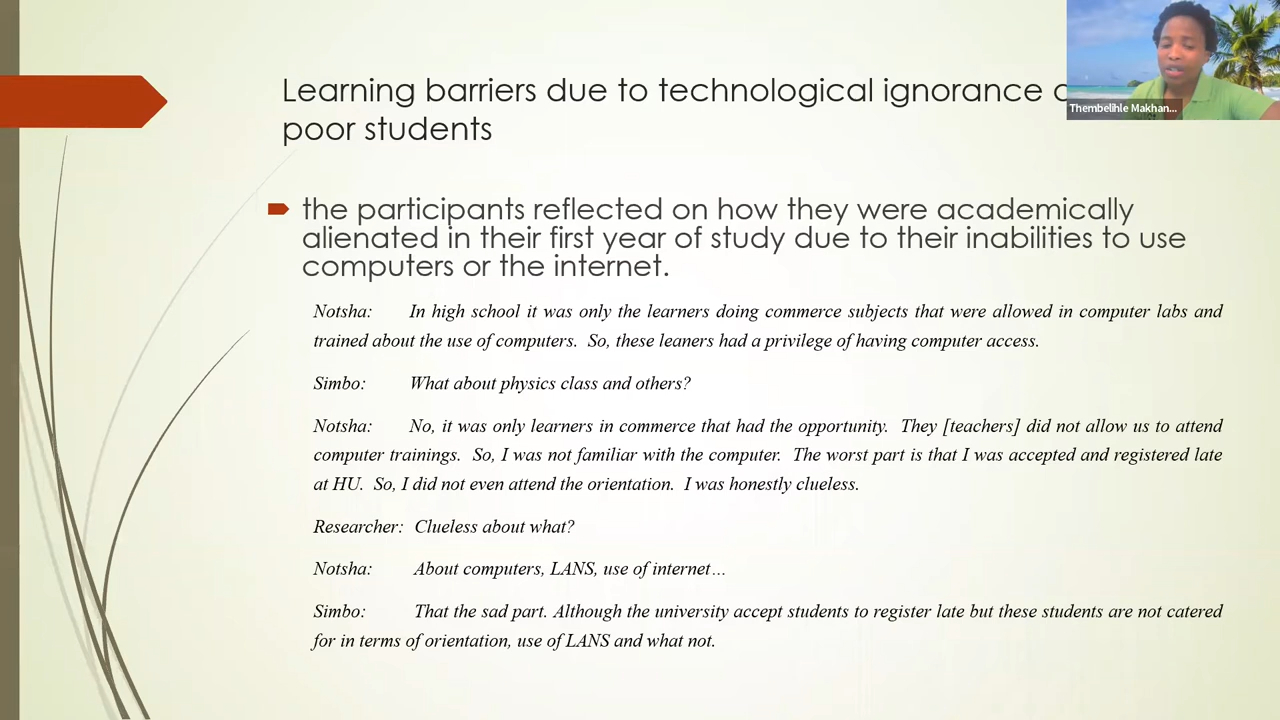 Learning barriers due to technological ignorance
poor students
Thembelihle Makhan...
the participants reflected on how they were academically
alienated in their first year of study due to their inabilities to use
computers or the internet.
Notsha: In high school it was only the learners doing commerce subjects that were allowed in computer labs and
trained about the use of computers. So, these leaners had a privilege of having computer access.
Simbo: What about physics class and others?
Notsha: No, it was only learners in commerce that had the opportunity. They [teachers] did not allow us to attend
computer trainings. So, I was not familiar with the computer. The worst part is that I was accepted and registered late
at HU. So, I did not even attend the orientation. I was honestly clueless.
Researcher: Clueless about what?
Notsha: About computers, LANS, use of internet…
Simbo: That the sad part. Although the university accept students to register late but these students are not catered
for in terms of orientation, use of LANS and what not.